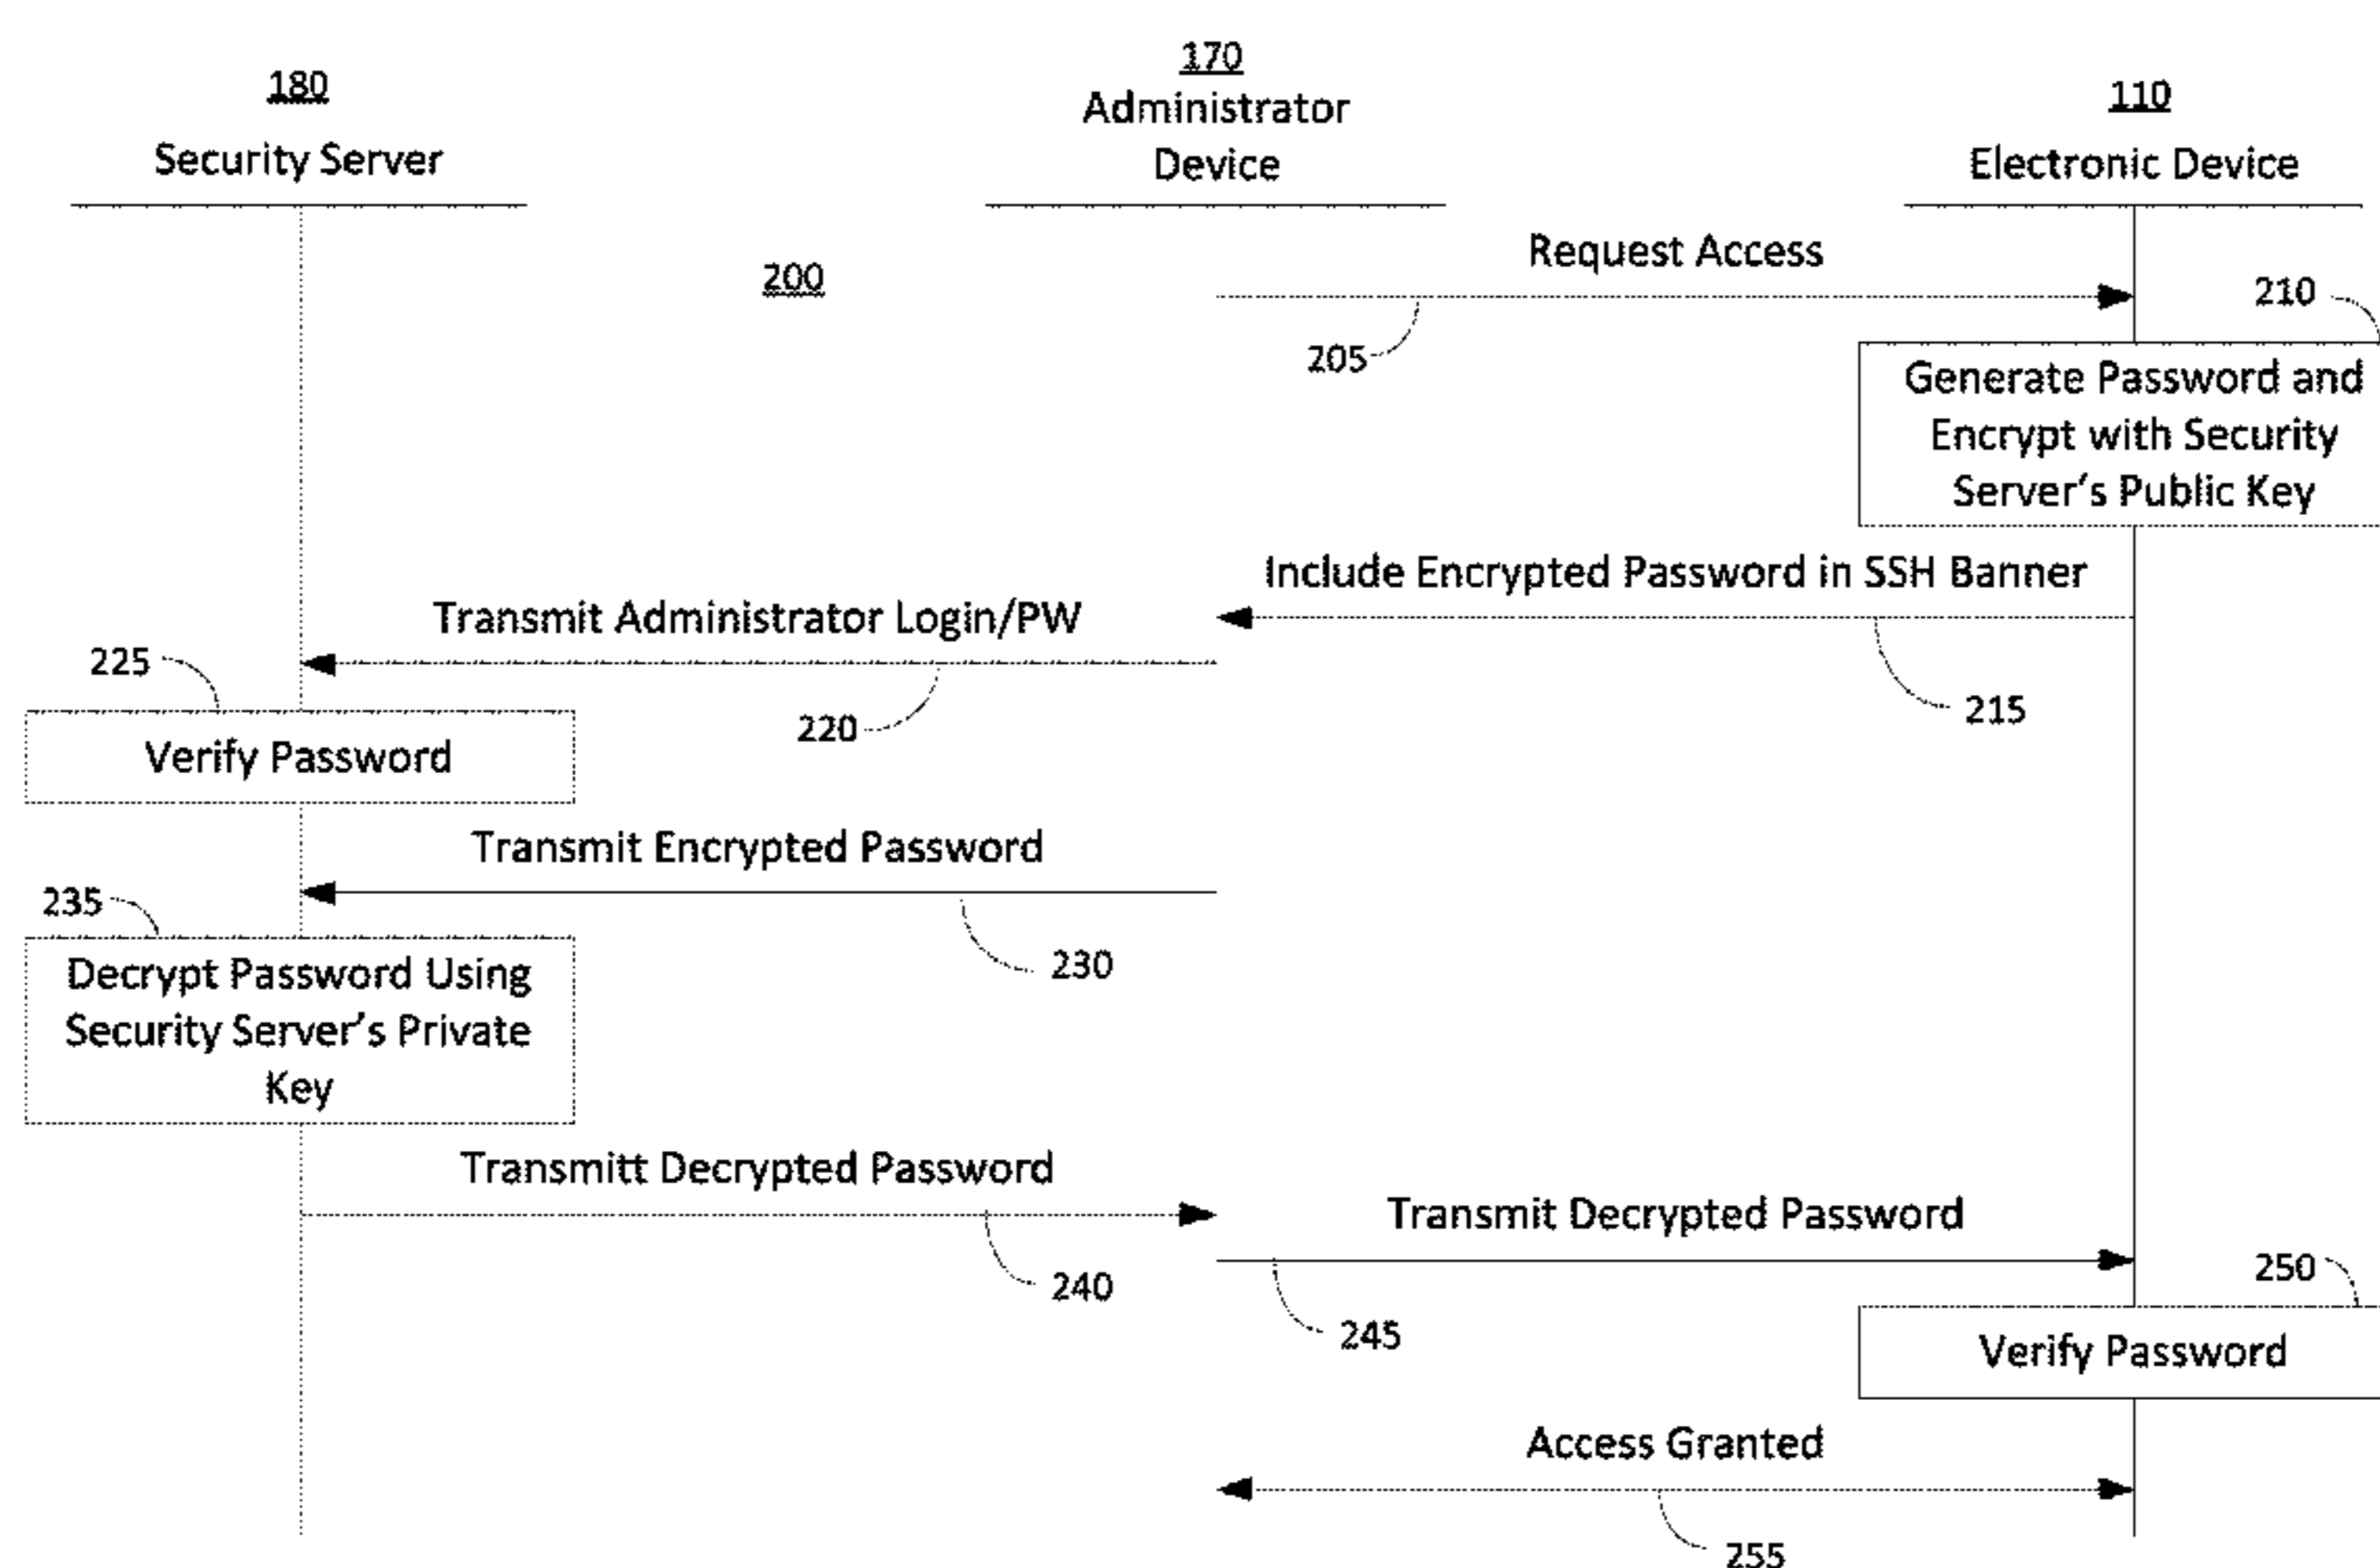 180
Security Server
170
Administrator
Device
110
Electronic Device
200
Request Access
205
210
Generate Password and
Encrypt with Security
Server's Public Key
Include Encrypted Password in SSH Banner
215
Transmit Administrator Login/PW
220
225
Verify Password
Transmit Encrypted Password
230
235
Decrypt Password Using
Security Server's Private
Key
Transmitt Decrypted Password
240
Transmit Decrypted Password
245
250
Verify Password
Access Granted
255